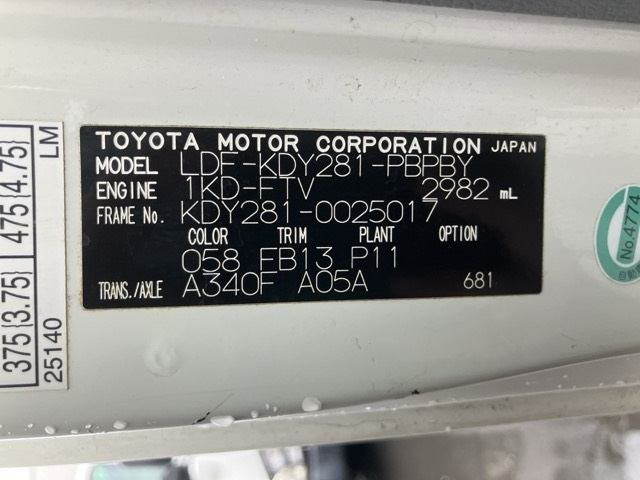 TOYOTA MOTOR CORPORATION JAPAN
MODEL LDF-KDY281-PBPBY
ENGINE 1KD-FTV 2982 mL
FRAME No. KDY281-0025017
COLOR TRIM PLANT OPTION
058 FB13 P11
TRANS./AXLE A340F A05A 681
375{3.75} 475{4.75}
25140 LM
No.4774